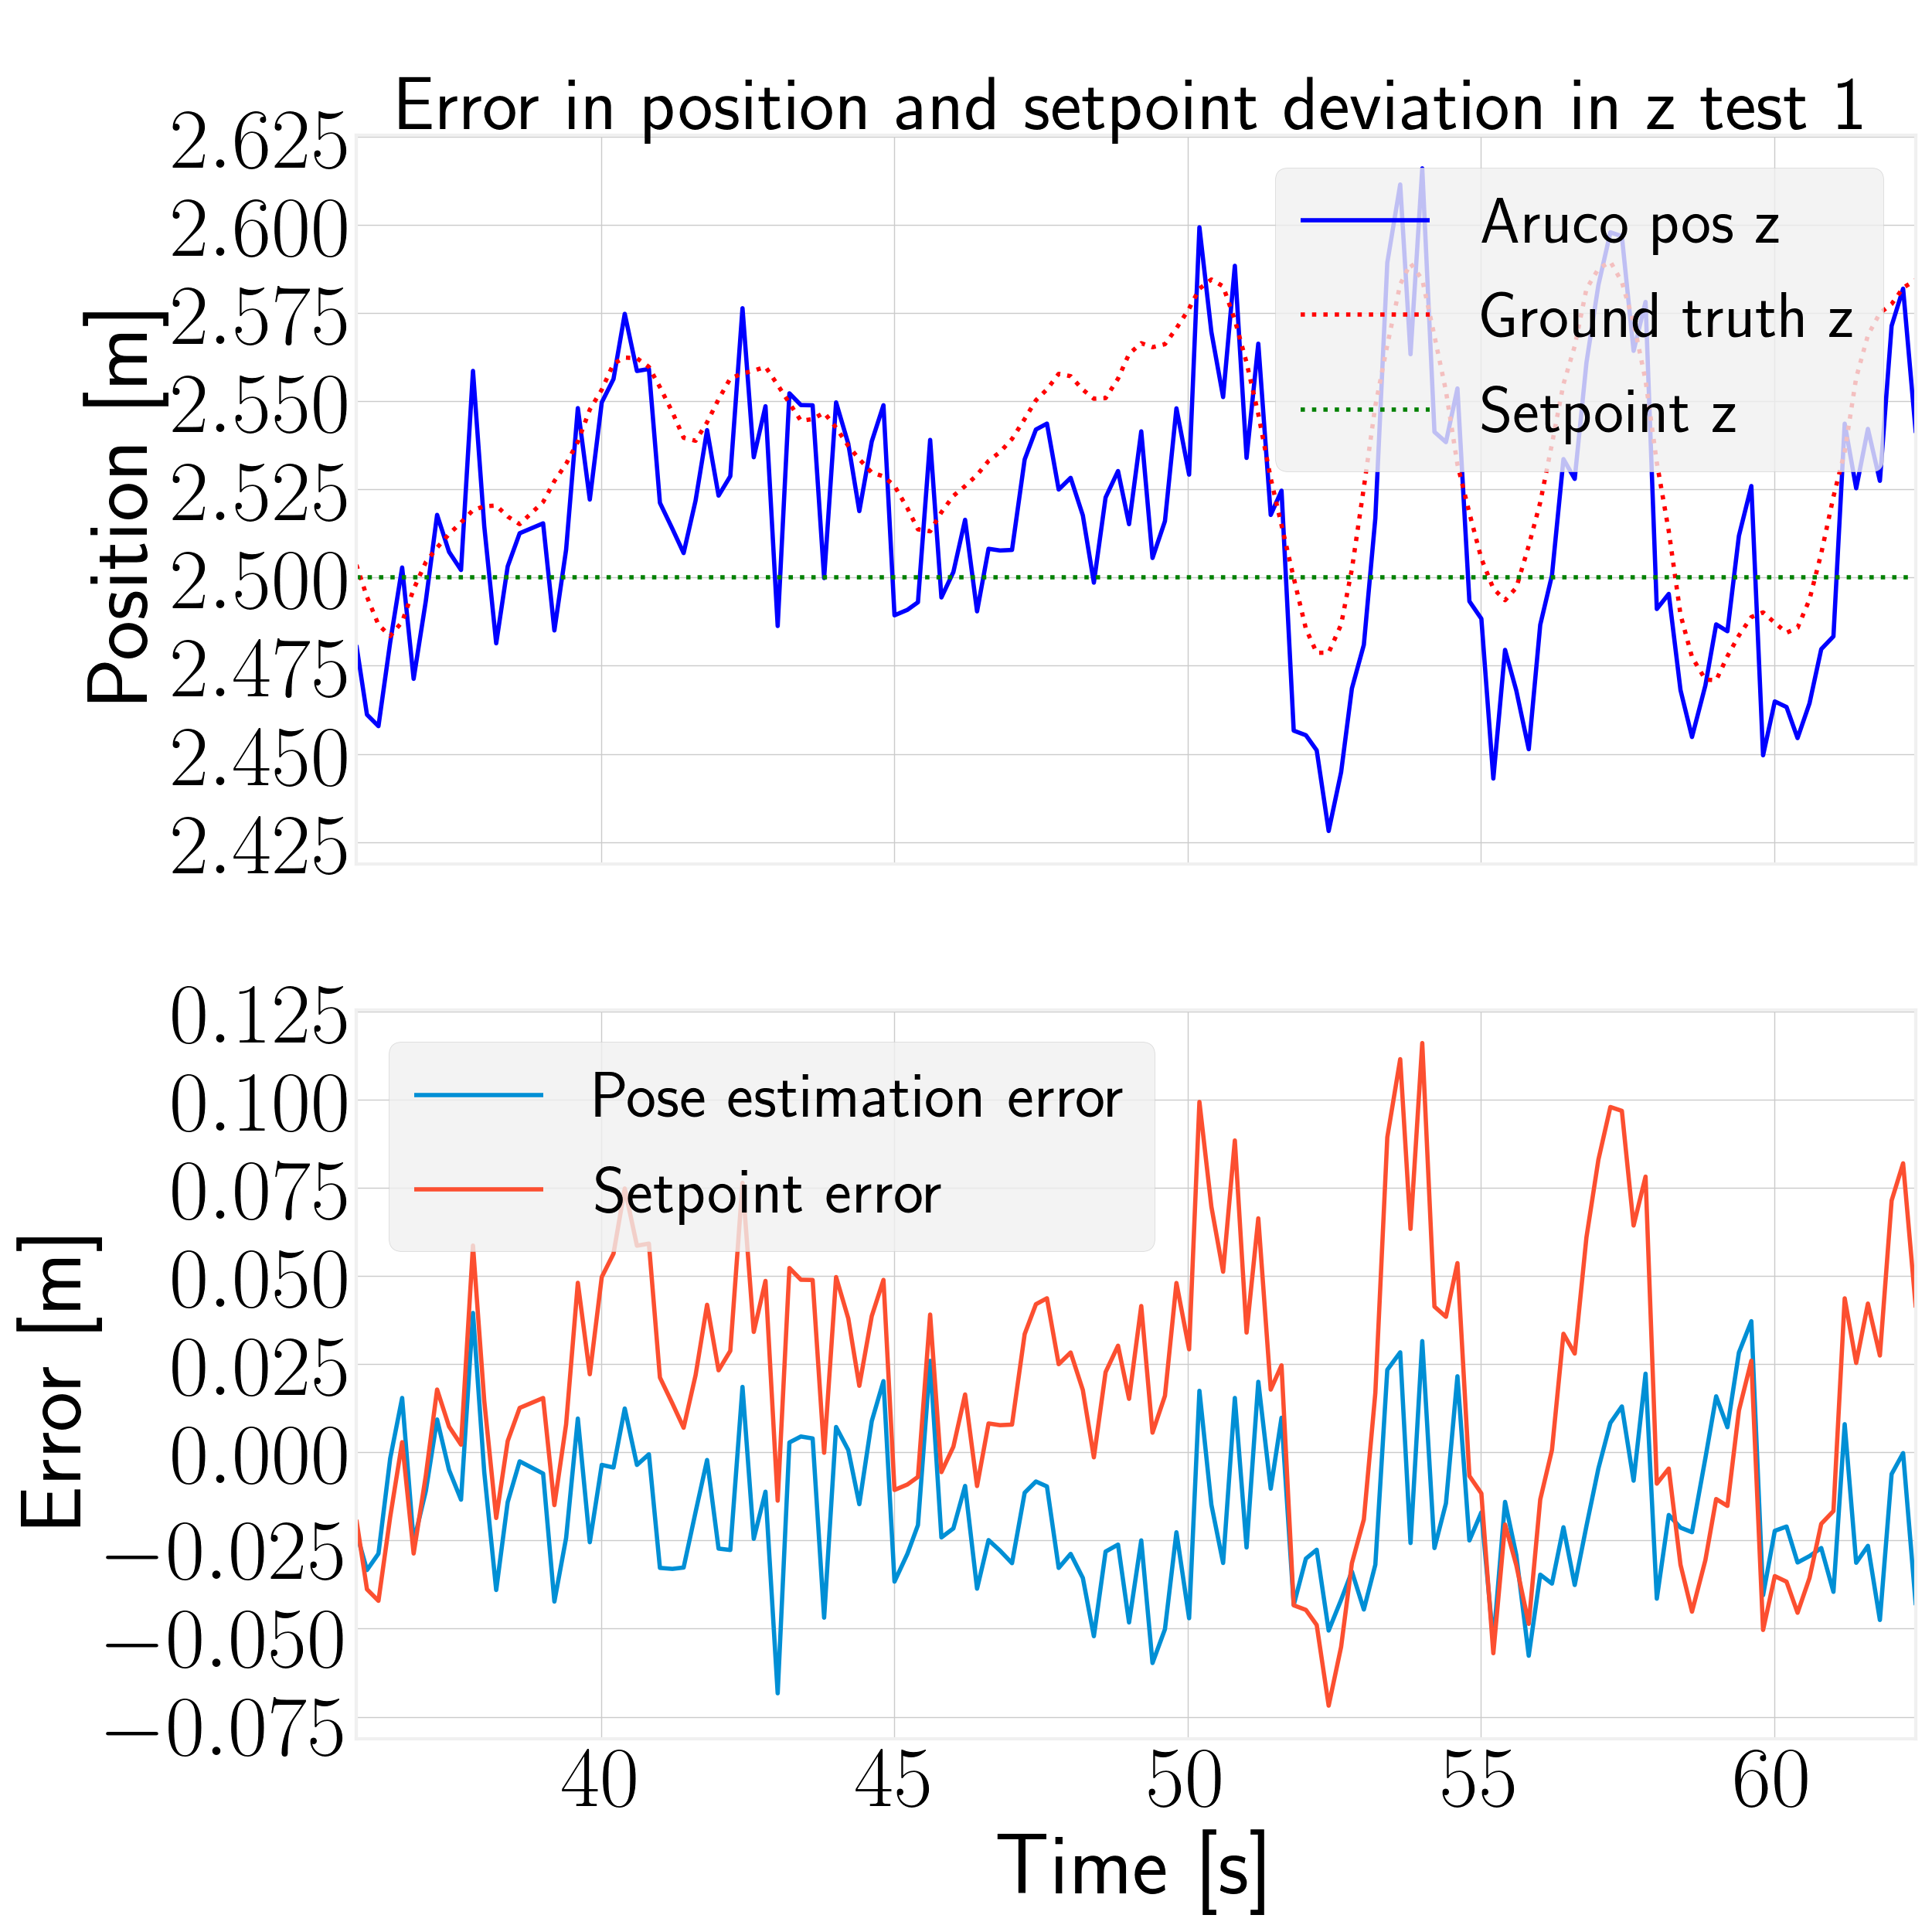 Error in position and setpoint deviation in z test 1
2.625
2.600
2.575
2.550
2.525
2.500
2.475
2.450
2.425
Position [m]
Aruco pos z
Ground truth z
Setpoint z
0.125
0.100
0.075
0.050
0.025
0.000
−0.025
−0.050
−0.075
Error [m]
Pose estimation error
Setpoint error
40 45 50 55 60
Time [s]